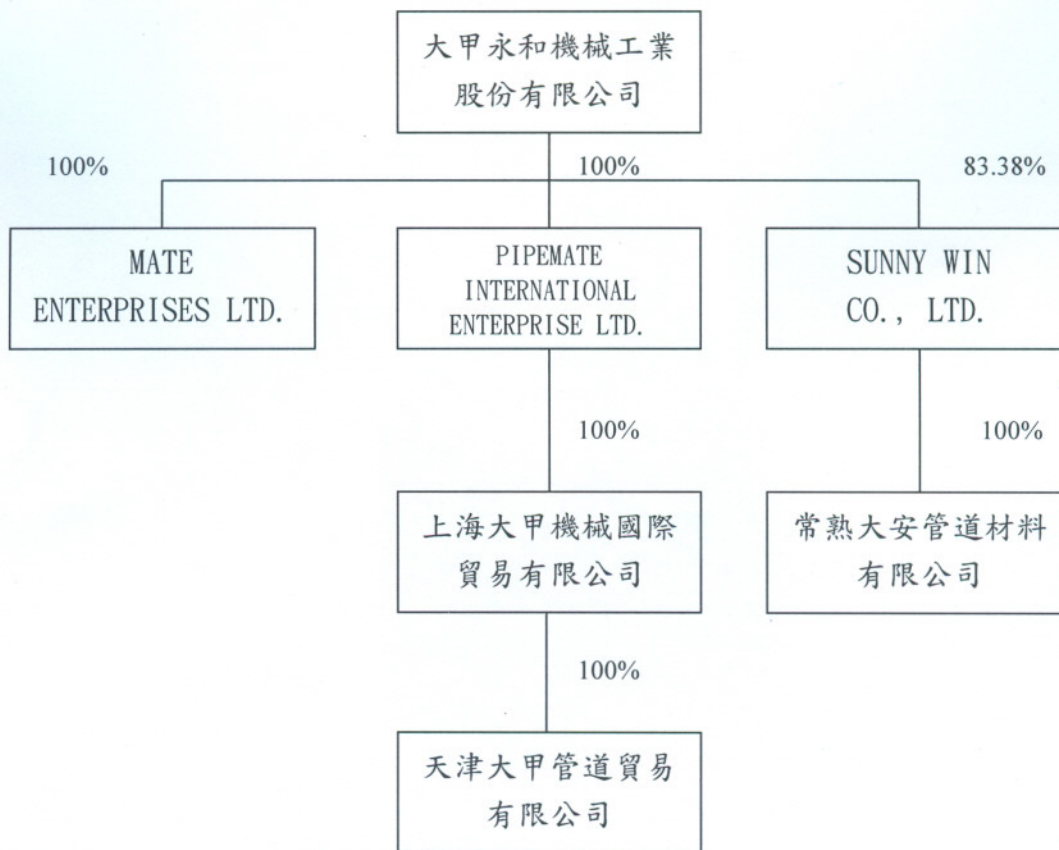 大甲永和機械工業
股份有限公司
100%
100%
83.38%
MATE
ENTERPRISES LTD.
PIPEMATE
INTERNATIONAL
ENTERPRISE LTD.
SUNNY WIN
CO., LTD.
100%
100%
上海大甲機械國際
貿易有限公司
常熟大安管道材料
有限公司
100%
天津大甲管道貿易
有限公司